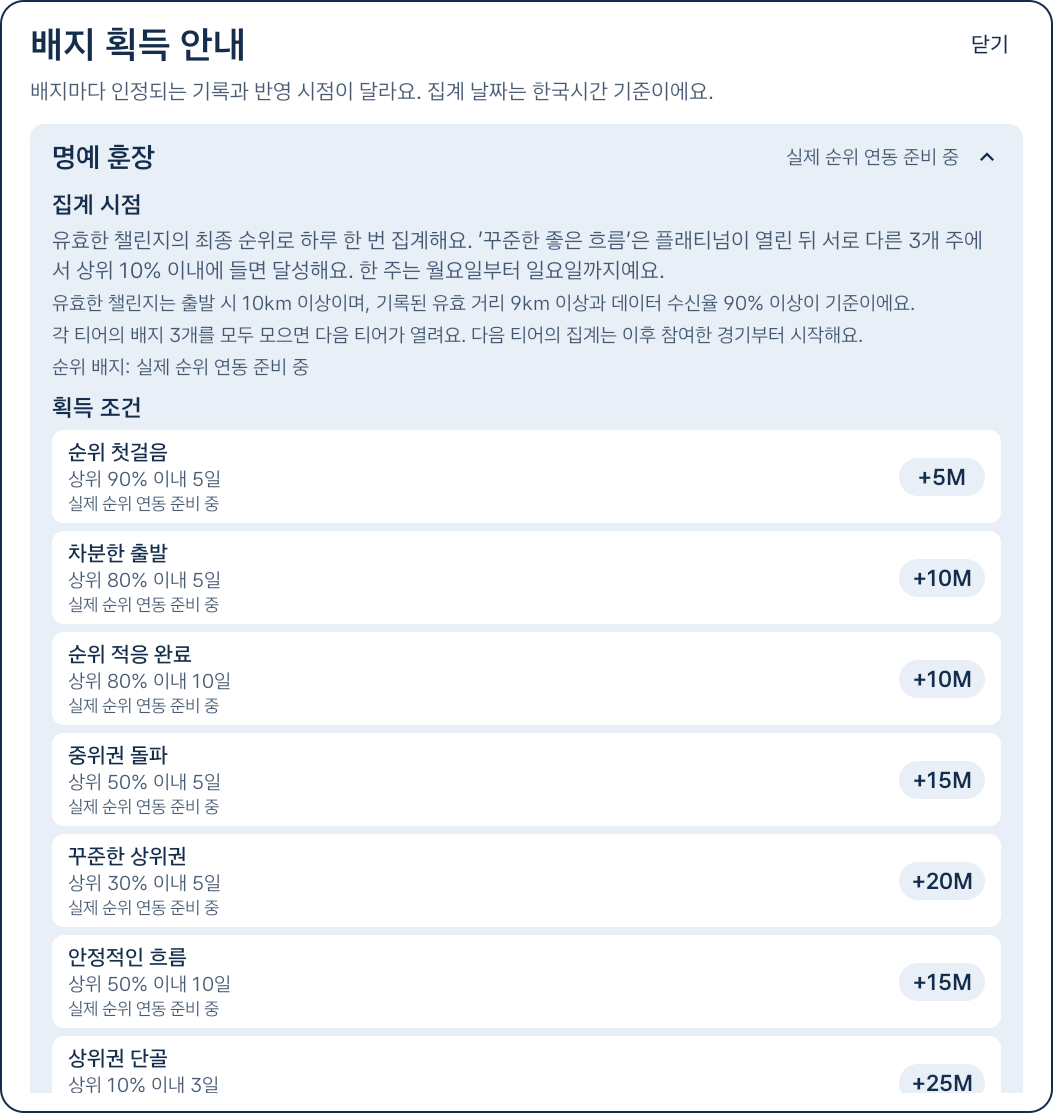 배지 획득 안내
닫기
배지마다 인정되는 기록과 반영 시점이 달라요. 집계 날짜는 한국시간 기준이에요.
명예 훈장
실제 순위 연동 준비 중
집계 시점
유효한 챌린지의 최종 순위로 하루 한 번 집계해요. ‘꾸준한 좋은 흐름’은 플래티넘이 열린 뒤 서로 다른 3개 주에
서 상위 10% 이내에 들면 달성해요. 한 주는 월요일부터 일요일까지예요.
유효한 챌린지는 출발 시 10km 이상이며, 기록된 유효 거리 9km 이상과 데이터 수신율 90% 이상이 기준이에요.
각 티어의 배지 3개를 모두 모으면 다음 티어가 열려요. 다음 티어의 집계는 이후 참여한 경기부터 시작해요.
순위 배지: 실제 순위 연동 준비 중
획득 조건
순위 첫걸음
상위 90% 이내 5일
실제 순위 연동 준비 중
+5M
차분한 출발
상위 80% 이내 5일
실제 순위 연동 준비 중
+10M
순위 적응 완료
상위 80% 이내 10일
실제 순위 연동 준비 중
+10M
중위권 돌파
상위 50% 이내 5일
실제 순위 연동 준비 중
+15M
꾸준한 상위권
상위 30% 이내 5일
실제 순위 연동 준비 중
+20M
안정적인 흐름
상위 50% 이내 10일
실제 순위 연동 준비 중
+15M
상위권 단골
상위 10% 이내 3일
+25M